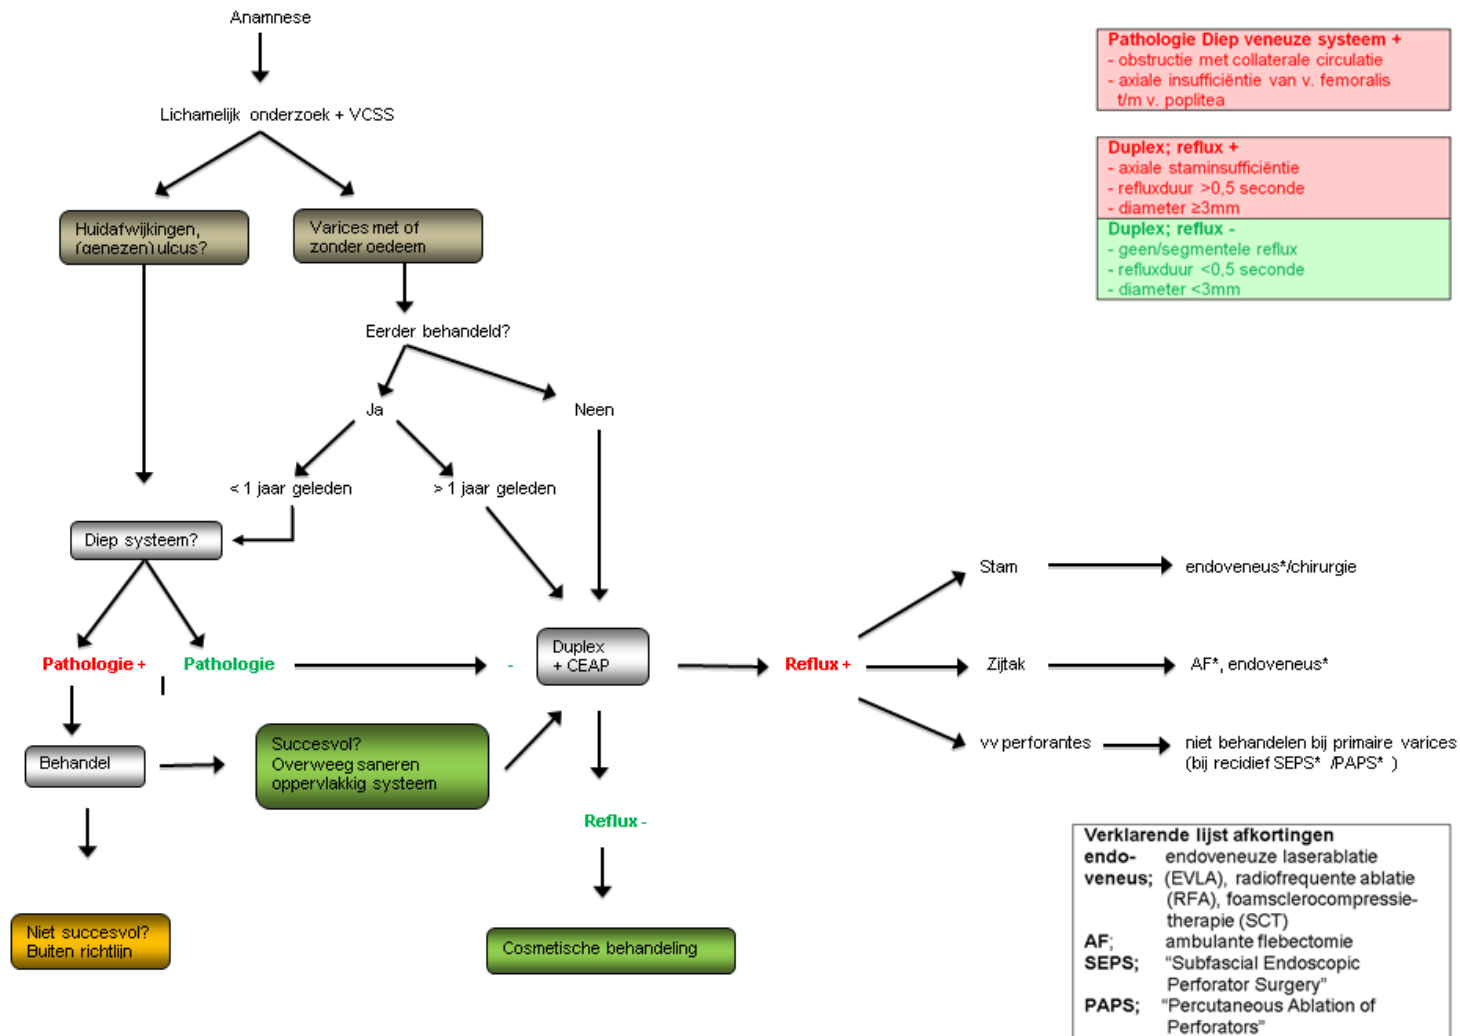 Anamnese
Lichamelijk onderzoek + VCSS
Huidafwijkingen,
(genezen) ulcus?
Varices met of
zonder oedeem
Eerder behandeld?
Ja
Neen
< 1 jaar geleden
> 1 jaar geleden
Diep systeem?
Pathologie +
Pathologie
-
Duplex
+ CEAP
Reflux +
Stam
endoveneus*/chirurgie
Zijtak
AF*, endoveneus*
vv perforantes
niet behandelen bij primaire varices
(bij recidief SEPS* /PAPS* )
Behandel
Succesvol?
Overweeg saneren
oppervlakkig systeem
Reflux -
Niet succesvol?
Buiten richtlijn
Cosmetische behandeling
Pathologie Diep veneuze systeem +
- obstructie met collaterale circulatie
- axiale insufficiëntie van v. femoralis
t/m v. poplitea
Duplex; reflux +
- axiale staminsufficiëntie
- refluxduur >0,5 seconde
- diameter ≥3mm
Duplex; reflux -
- geen/segmentele reflux
- refluxduur <0,5 seconde
- diameter <3mm
Verklarende lijst afkortingen
endo- endoveneuze laserablatie
veneus; (EVLA), radiofrequente ablatie
(RFA), foamsclerocompressie-
therapie (SCT)
AF; ambulante flebectomie
SEPS; "Subfascial Endoscopic
Perforator Surgery"
PAPS; "Percutaneous Ablation of
Perforators"